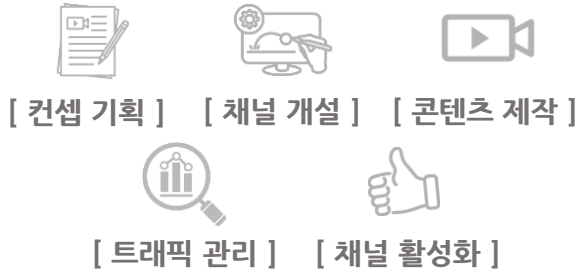 [ 컨셉 기획 ] [ 채널 개설 ] [ 콘텐츠 제작 ]
[ 트래픽 관리 ] [ 채널 활성화 ]